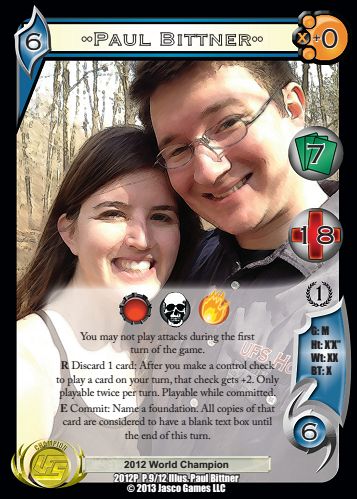 6
∞PAUL BITTNER∞
X +0
7
18
1
G: M
Ht: X'X"
Wt: XX
BT: X
UFS Ho
You may not play attacks during the first
turn of the game.
R Discard 1 card: After you make a control check
to play a card on your turn, that check gets +2. Only
playable twice per turn. Playable while committed.
E Commit: Name a foundation. All copies of that
card are considered to have a blank text box until
the end of this turn.
6
CHAMPION
2012 World Champion
2012P P 9/12 Illus. Paul Bittner
© 2013 Jasco Games LLC